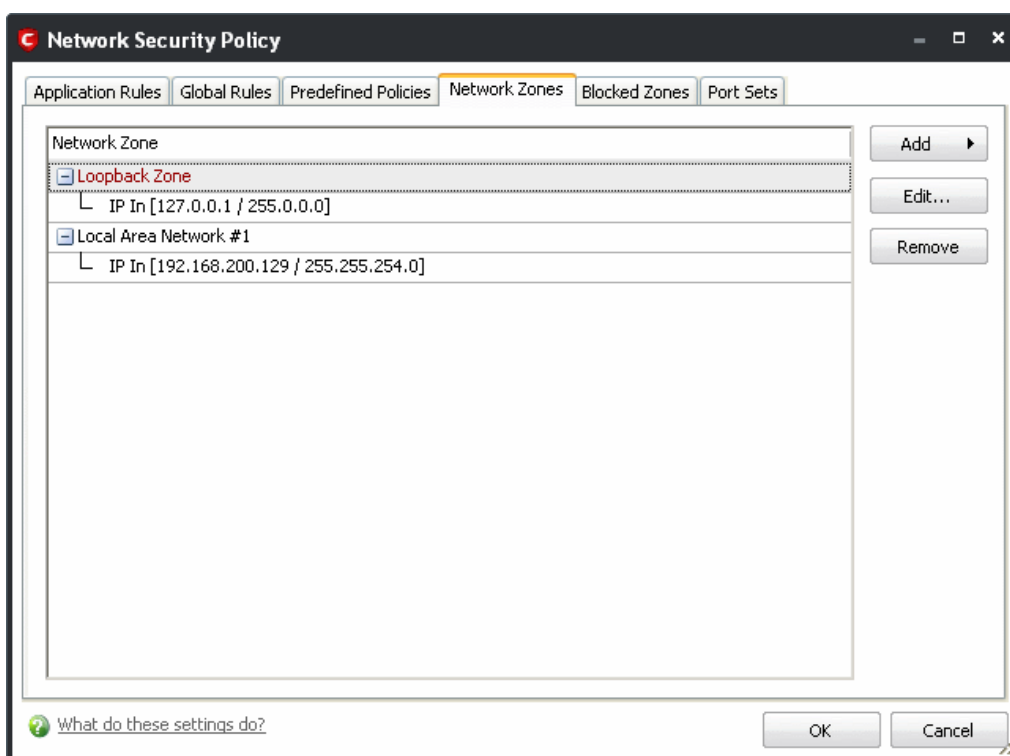 Network Security Policy
Application Rules Global Rules Predefined Policies Network Zones Blocked Zones Port Sets
Network Zone
Loopback Zone
IP In [127.0.0.1 / 255.0.0.0]
Local Area Network #1
IP In [192.168.200.129 / 255.255.254.0]
Add
Edit...
Remove
What do these settings do?
OK Cancel